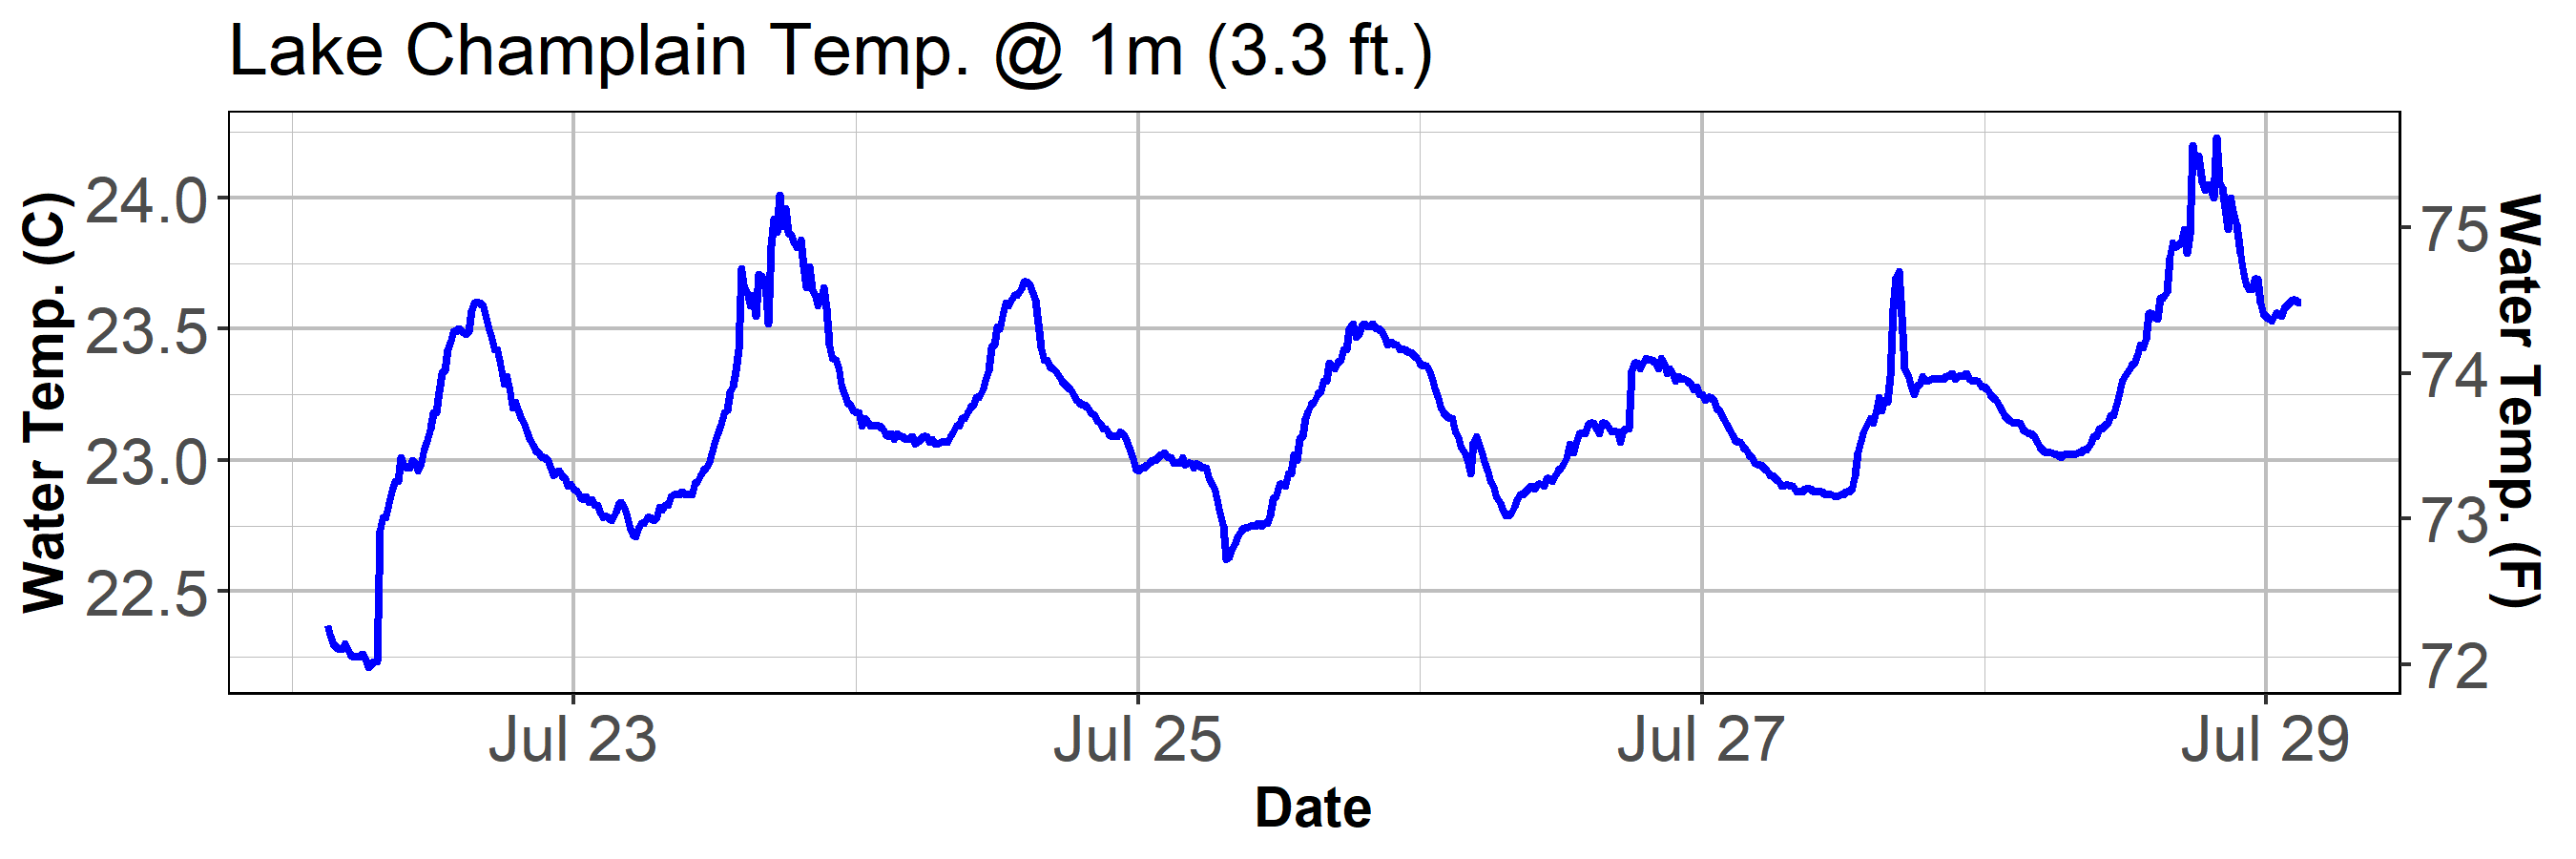 Lake Champlain Temp. @ 1m (3.3 ft.)
Water Temp. (C)
24.0
23.5
23.0
22.5
75
74
73
72
Water Temp. (F)
Jul 23
Jul 25
Jul 27
Jul 29
Date